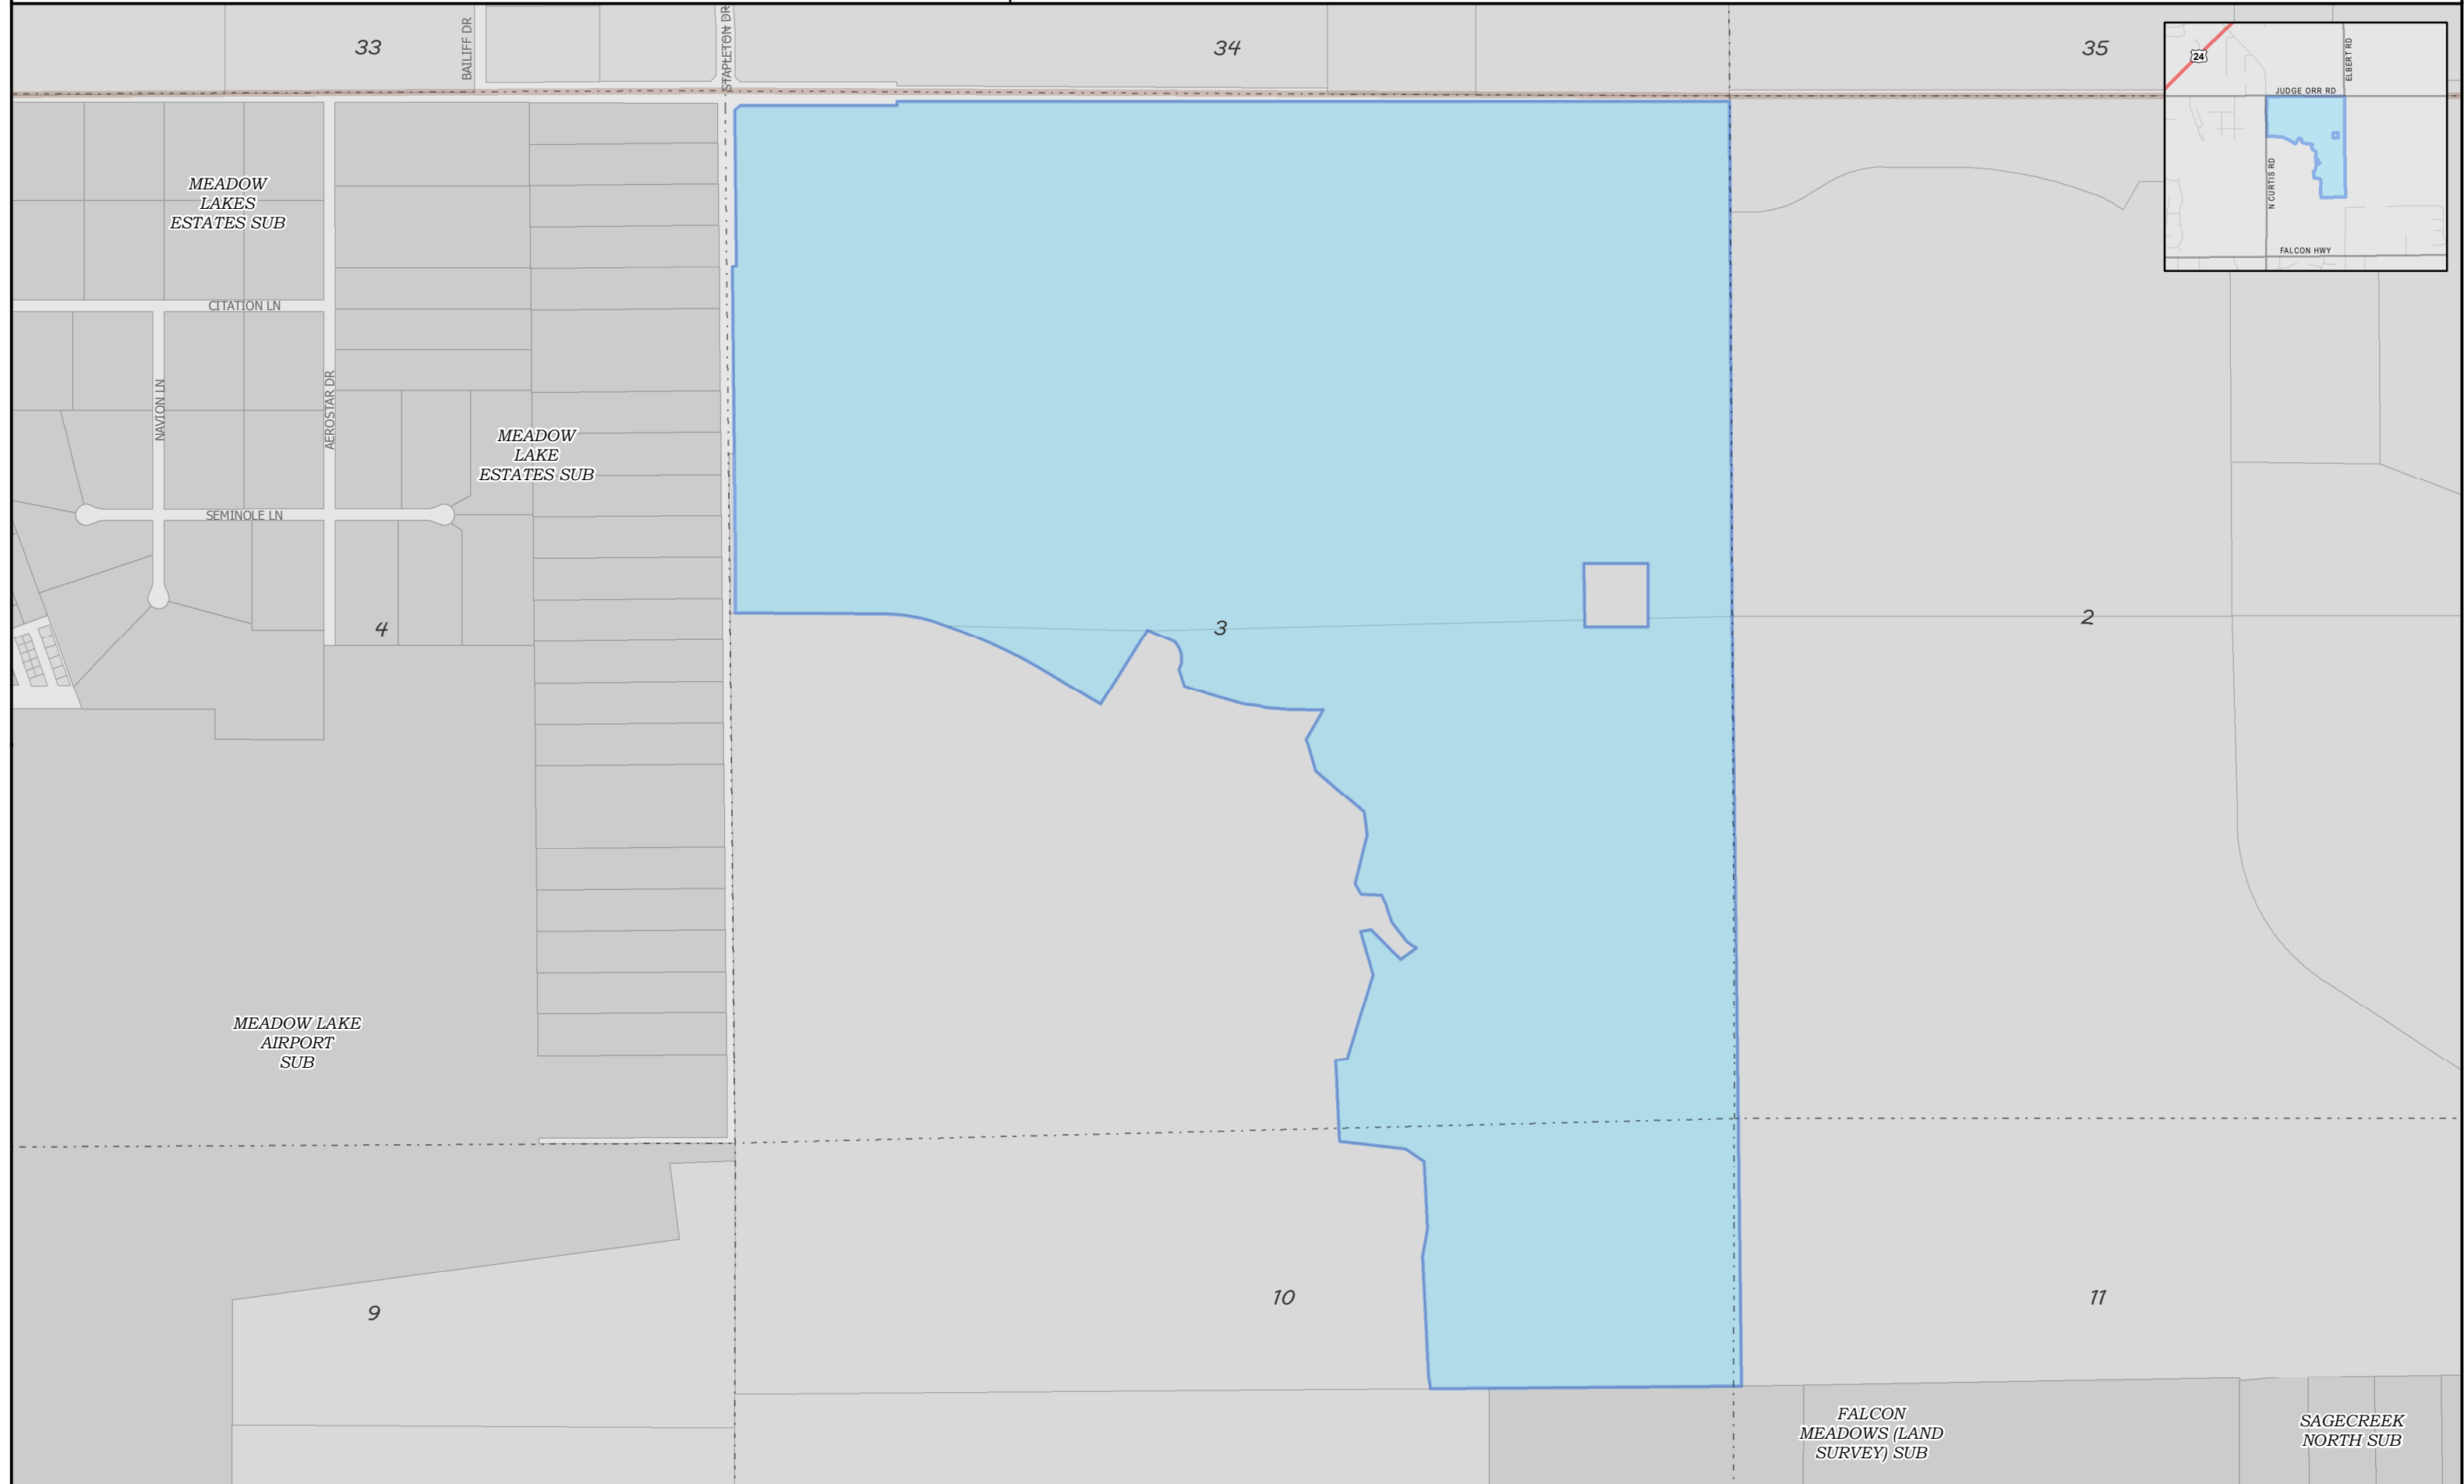 33
BAILIFF DR
STAPLETON DR
34
35
24
ELBERT RD
JUDGE ORR RD
N CURTIS RD
FALCON HWY
MEADOW
LAKES
ESTATES SUB
CITATION LN
NAVION LN
AEROSTAR DR
MEADOW
LAKE
ESTATES SUB
SEMINOLE LN
4
3
2
MEADOW LAKE
AIRPORT
SUB
9
10
11
FALCON
MEADOWS (LAND
SURVEY) SUB
SAGECREEK
NORTH SUB